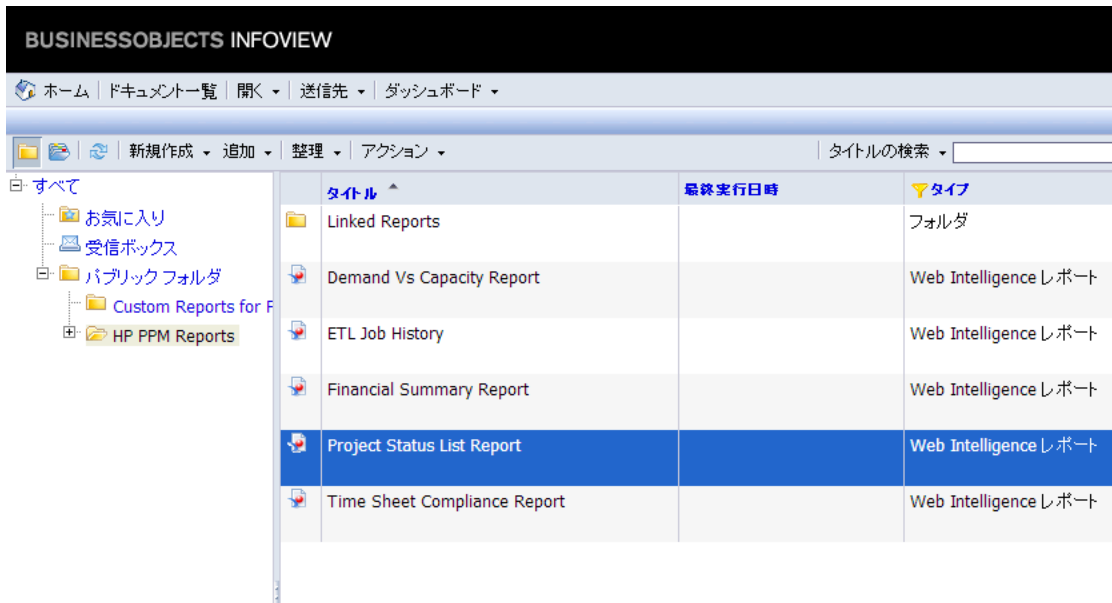 BUSINESSOBJECTS INFOVIEW
ホーム ドキュメント一覧 開く 送信先 ダッシュボード
新規作成 追加 整理 アクション タイトルの検索
すべて
お気に入り
受信ボックス
パブリック フォルダ
Custom Reports for
HP PPM Reports
タイトル 最終実行日時 タイプ
Linked Reports フォルダ
Demand Vs Capacity Report Web Intelligence レポート
ETL Job History Web Intelligence レポート
Financial Summary Report Web Intelligence レポート
Project Status List Report Web Intelligence レポート
Time Sheet Compliance Report Web Intelligence レポート